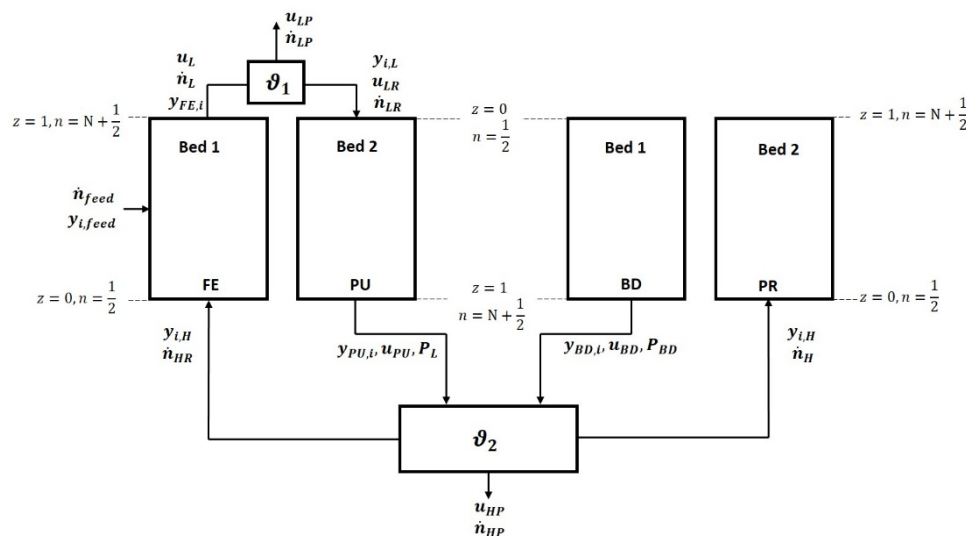 u_LP
ṅ_LP
u_L
ṅ_L
y_FE,i
ϑ_1
y_i,L
u_LR
ṅ_LR
z = 1, n = N + 1/2
z = 0
n = 1/2
z = 1, n = N + 1/2
Bed 1
Bed 2
Bed 1
Bed 2
ṅ_feed
y_i,feed
FE
PU
BD
PR
z = 0, n = 1/2
z = 1
n = N + 1/2
z = 0, n = 1/2
y_i,H
ṅ_HR
y_PU,i, u_PU, P_L
y_BD,i, u_BD, P_BD
y_i,H
ṅ_H
ϑ_2
u_HP
ṅ_HP